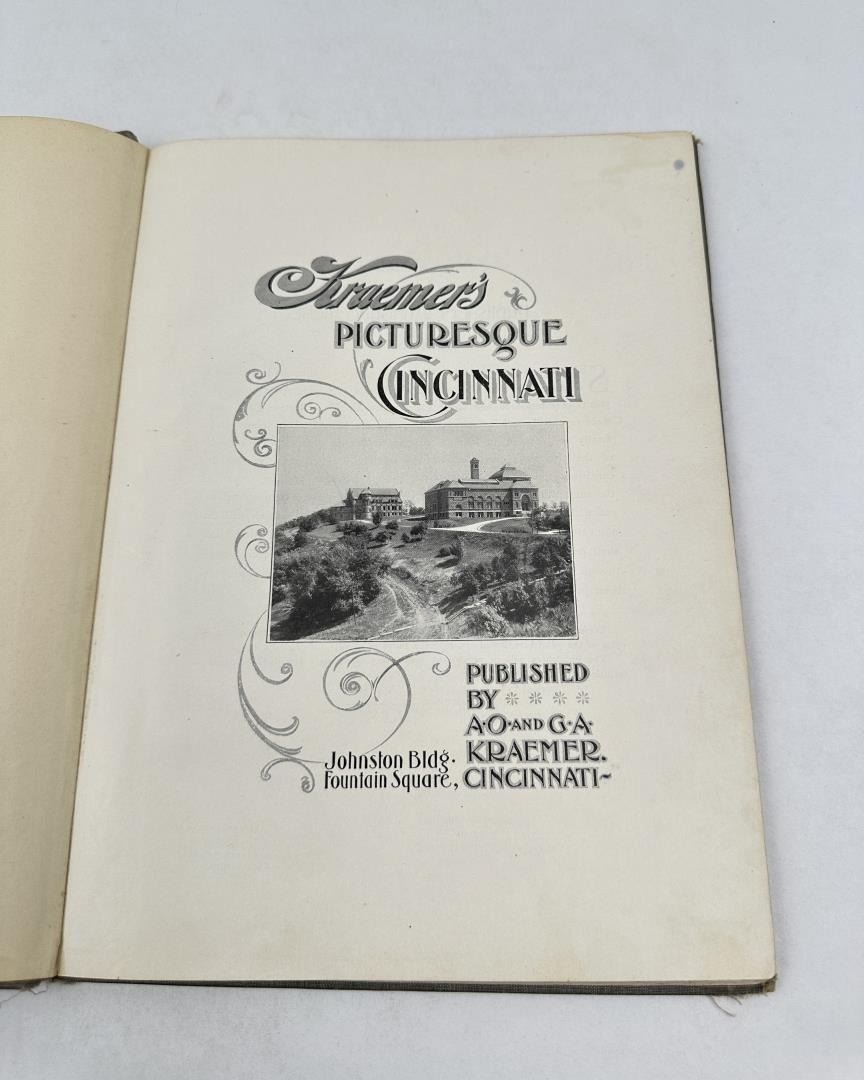 Kraemer's
PICTURESQUE
CINCINNATI
PUBLISHED
BY
A·O·AND G·A·
KRAEMER.
Johnston Bldg.
Fountain Square, CINCINNATI~